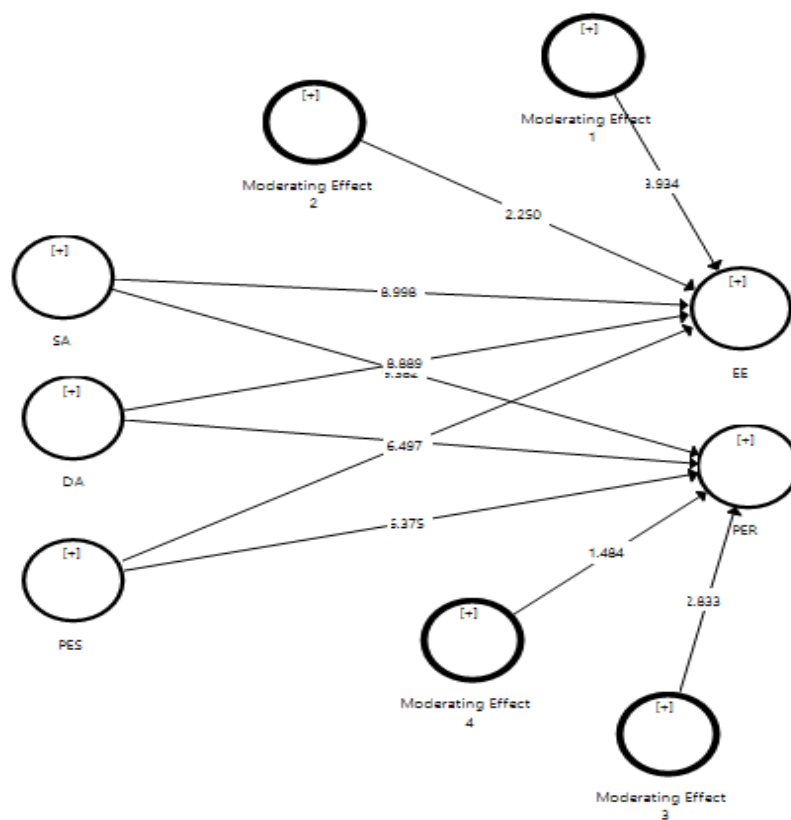 [+]
Moderating Effect
1
[+]
Moderating Effect
2
3.934
2.250
[+]
SA
8.998
[+]
EE
8.889
[+]
DA
6.497
[+]
PER
[+]
PES
5.375
1.484
[+]
Moderating Effect
4
2.833
[+]
Moderating Effect
3